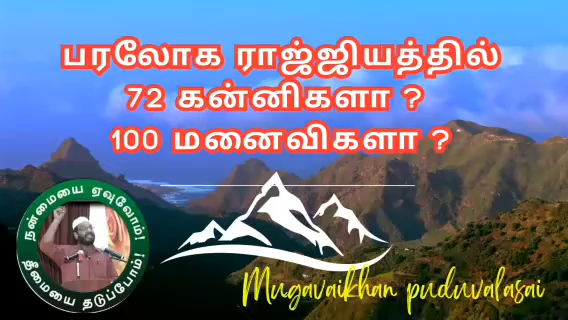 பரலோக ராஜ்ஜியத்தில்
72 கன்னிகளா ?
100 மனைவிகளா ?
நன்மையை ஏவுவோம்!
தீமையை தடுப்போம்!
Mugavaikhan puduvalasai